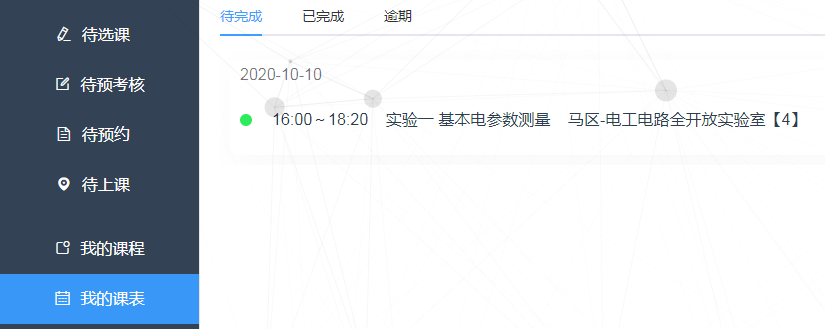 待选课
待预考核
待预约
待上课
我的课程
我的课表
待完成 已完成 逾期
2020-10-10
16:00～18:20 实验一 基本电参数测量 马区-电工电路全开放实验室【4】